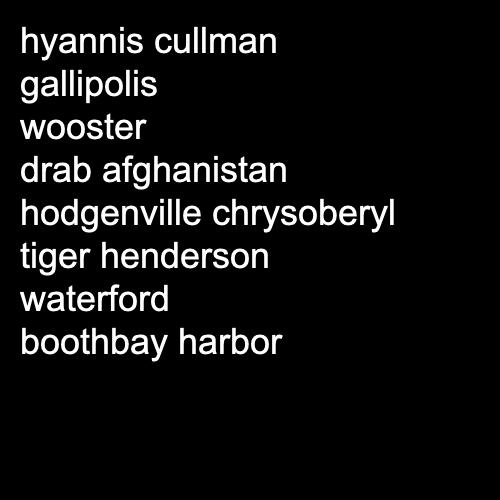 hyannis cullman
gallipolis
wooster
drab afghanistan
hodgenville chrysoberyl
tiger henderson
waterford
boothbay harbor